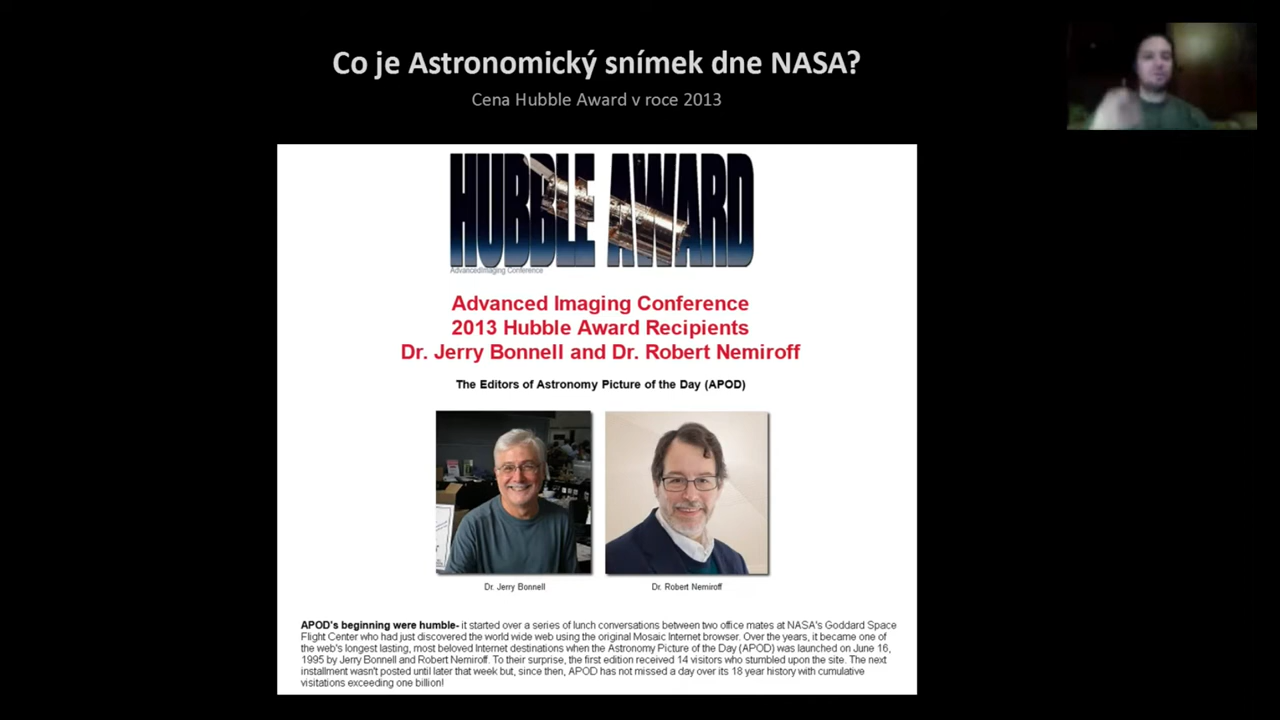 Co je Astronomický snímek dne NASA?
Cena Hubble Award v roce 2013
HUBBLE AWARD
AdvancedImaging Conference
Advanced Imaging Conference
2013 Hubble Award Recipients
Dr. Jerry Bonnell and Dr. Robert Nemiroff
The Editors of Astronomy Picture of the Day (APOD)
Dr. Jerry Bonnell
Dr. Robert Nemiroff
APOD's beginning were humble- it started over a series of lunch conversations between two office mates at NASA's Goddard Space
Flight Center who had just discovered the world wide web using the original Mosaic Internet browser. Over the years, it became one of
the web's longest lasting, most beloved Internet destinations when the Astronomy Picture of the Day (APOD) was launched on June 16,
1995 by Jerry Bonnell and Robert Nemiroff. To their surprise, the first edition received 14 visitors who stumbled upon the site. The next
installment wasn't posted until later that week but, since then, APOD has not missed a day over its 18 year history with cumulative
visitations exceeding one billion!